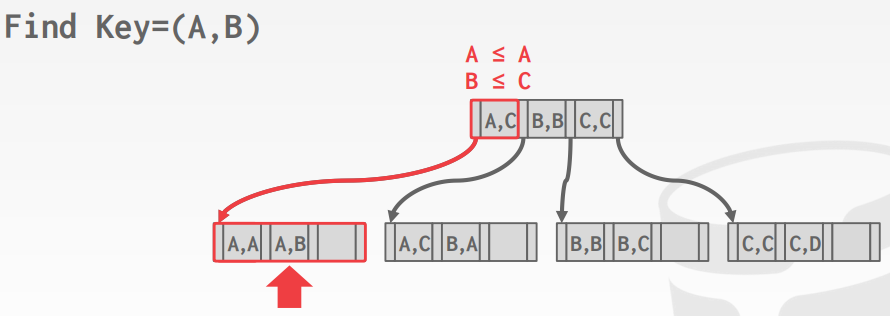 Find Key=(A,B)
A ≤ A
B ≤ C
A,C B,B C,C
A,A A,B A,C B,A B,B B,C C,C C,D